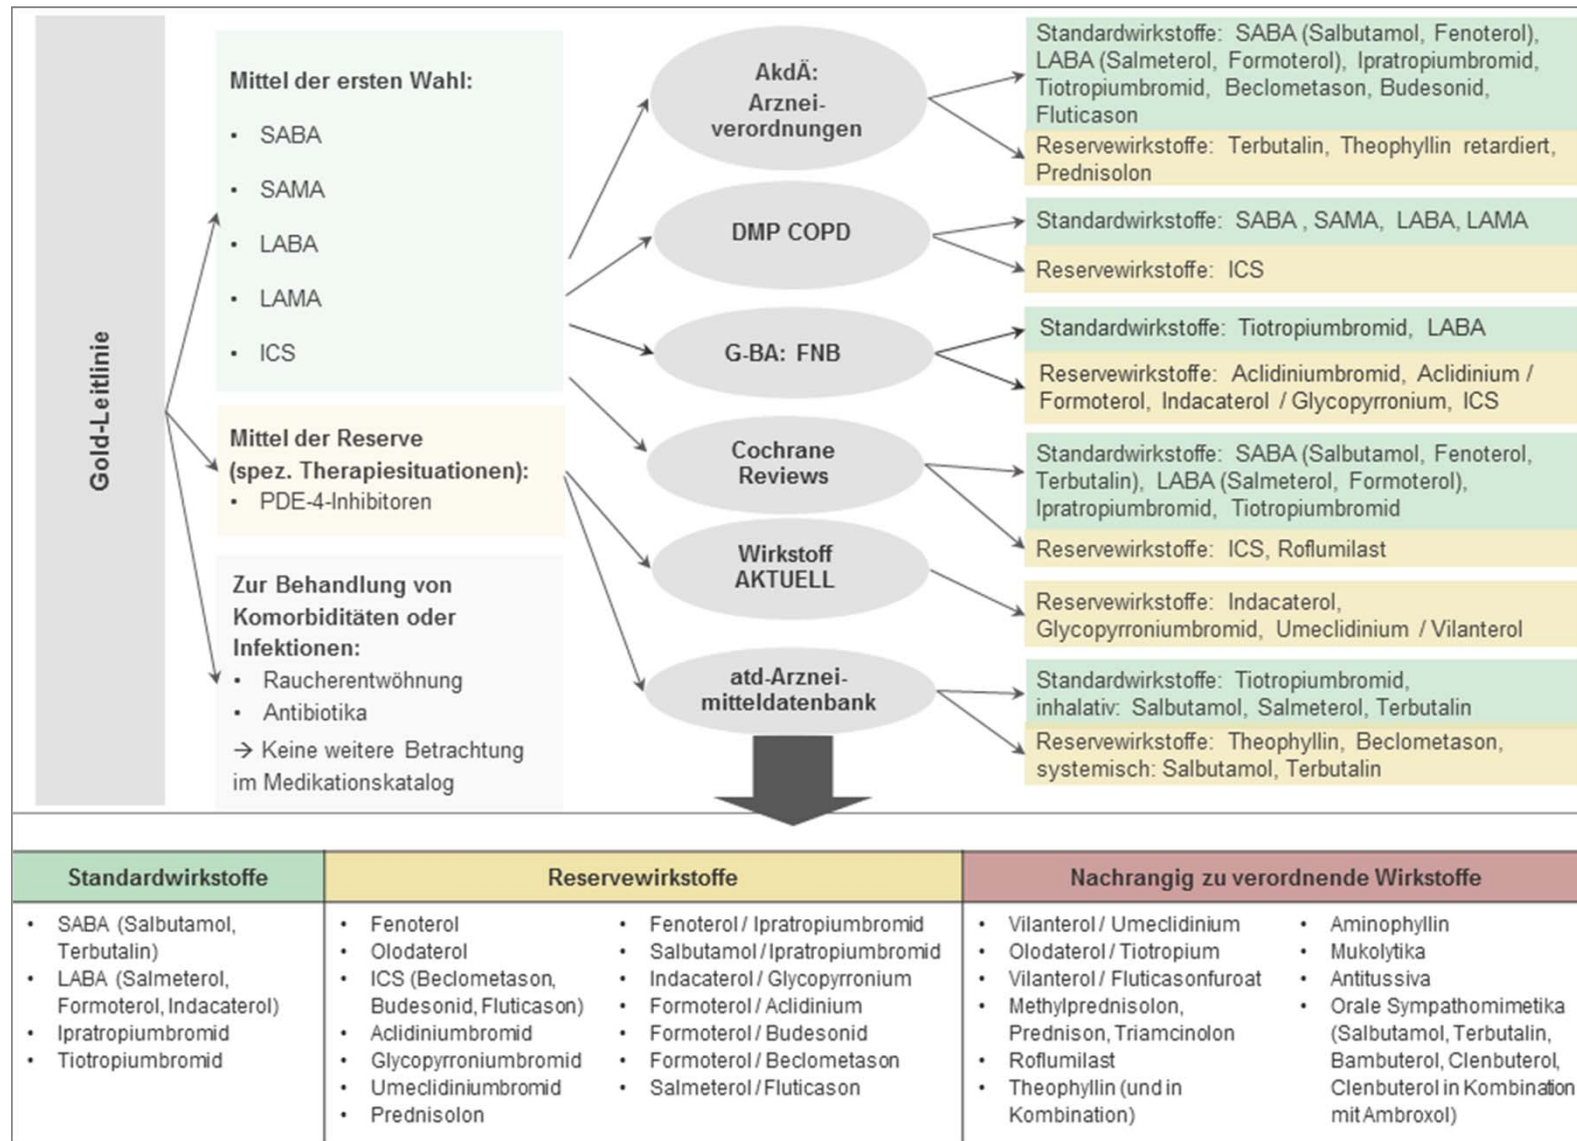 Gold-Leitlinie
Mittel der ersten Wahl:
• SABA
• SAMA
• LABA
• LAMA
• ICS
Mittel der Reserve
(spez. Therapiesituationen):
• PDE-4-Inhibitoren
Zur Behandlung von
Komorbiditäten oder
Infektionen:
• Raucherentwöhnung
• Antibiotika
→ Keine weitere Betrachtung
im Medikationskatalog
AkdÄ:
Arznei-
verordnungen
DMP COPD
G-BA: FNB
Cochrane
Reviews
Wirkstoff
AKTUELL
atd-Arznei-
mitteldatenbank
Standardwirkstoffe: SABA (Salbutamol, Fenoterol),
LABA (Salmeterol, Formoterol), Ipratropiumbromid,
Tiotropiumbromid, Beclometason, Budesonid,
Fluticason
Reservewirkstoffe: Terbutalin, Theophyllin retardiert,
Prednisolon
Standardwirkstoffe: SABA , SAMA, LABA, LAMA
Reservewirkstoffe: ICS
Standardwirkstoffe: Tiotropiumbromid, LABA
Reservewirkstoffe: Aclidiniumbromid, Aclidinium /
Formoterol, Indacaterol / Glycopyrronium, ICS
Standardwirkstoffe: SABA (Salbutamol, Fenoterol,
Terbutalin), LABA (Salmeterol, Formoterol),
Ipratropiumbromid, Tiotropiumbromid
Reservewirkstoffe: ICS, Roflumilast
Reservewirkstoffe: Indacaterol,
Glycopyrroniumbromid, Umeclidinium / Vilanterol
Standardwirkstoffe: Tiotropiumbromid,
inhalativ: Salbutamol, Salmeterol, Terbutalin
Reservewirkstoffe: Theophyllin, Beclometason,
systemisch: Salbutamol, Terbutalin
Standardwirkstoffe
• SABA (Salbutamol,
Terbutalin)
• LABA (Salmeterol,
Formoterol, Indacaterol)
• Ipratropiumbromid
• Tiotropiumbromid
Reservewirkstoffe
• Fenoterol
• Olodaterol
• ICS (Beclometason,
Budesonid, Fluticason)
• Aclidiniumbromid
• Glycopyrroniumbromid
• Umeclidiniumbromid
• Prednisolon
• Fenoterol / Ipratropiumbromid
• Salbutamol / Ipratropiumbromid
• Indacaterol / Glycopyrronium
• Formoterol / Aclidinium
• Formoterol / Budesonid
• Formoterol / Beclometason
• Salmeterol / Fluticason
Nachrangig zu verordnende Wirkstoffe
• Vilanterol / Umeclidinium
• Olodaterol / Tiotropium
• Vilanterol / Fluticasonfuroat
• Methylprednisolon,
Prednison, Triamcinolon
• Roflumilast
• Theophyllin (und in
Kombination)
• Aminophyllin
• Mukolytika
• Antitussiva
• Orale Sympathomimetika
(Salbutamol, Terbutalin,
Bambuterol, Clenbuterol,
Clenbuterol in Kombination
mit Ambroxol)